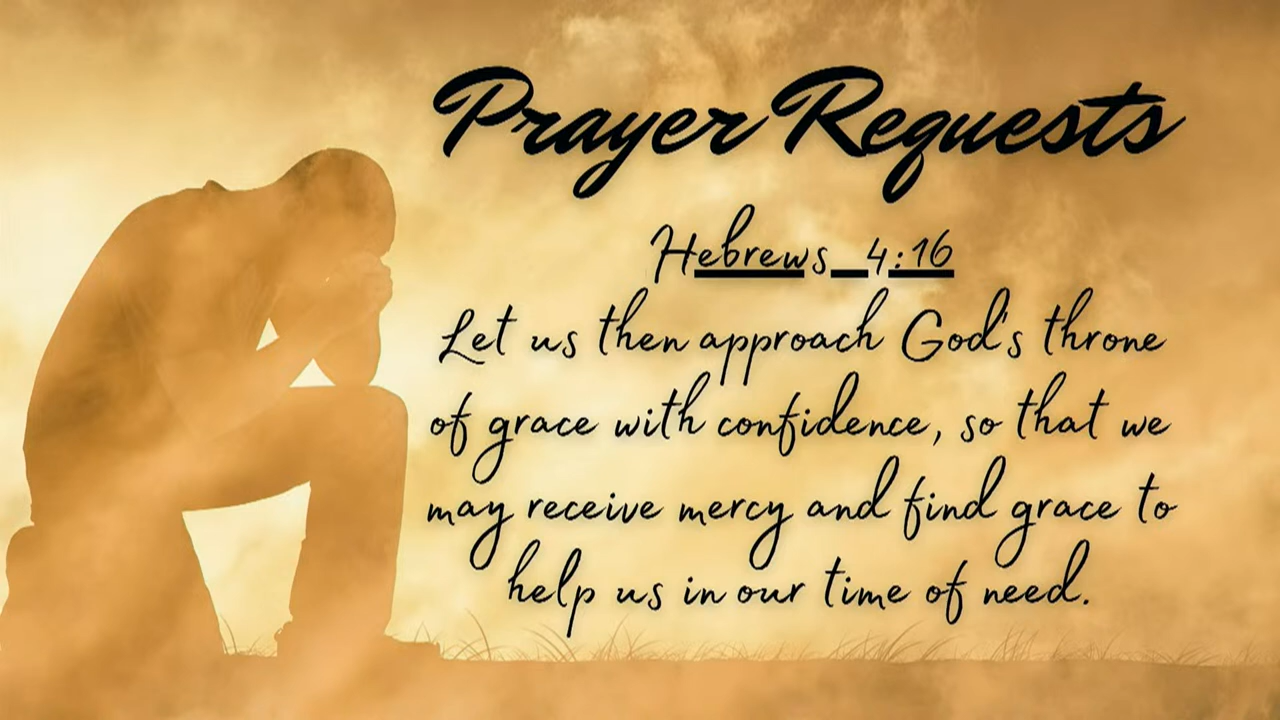 Prayer Requests
Hebrews 4:16
Let us then approach God's throne
of grace with confidence, so that we
may receive mercy and find grace to
help us in our time of need.